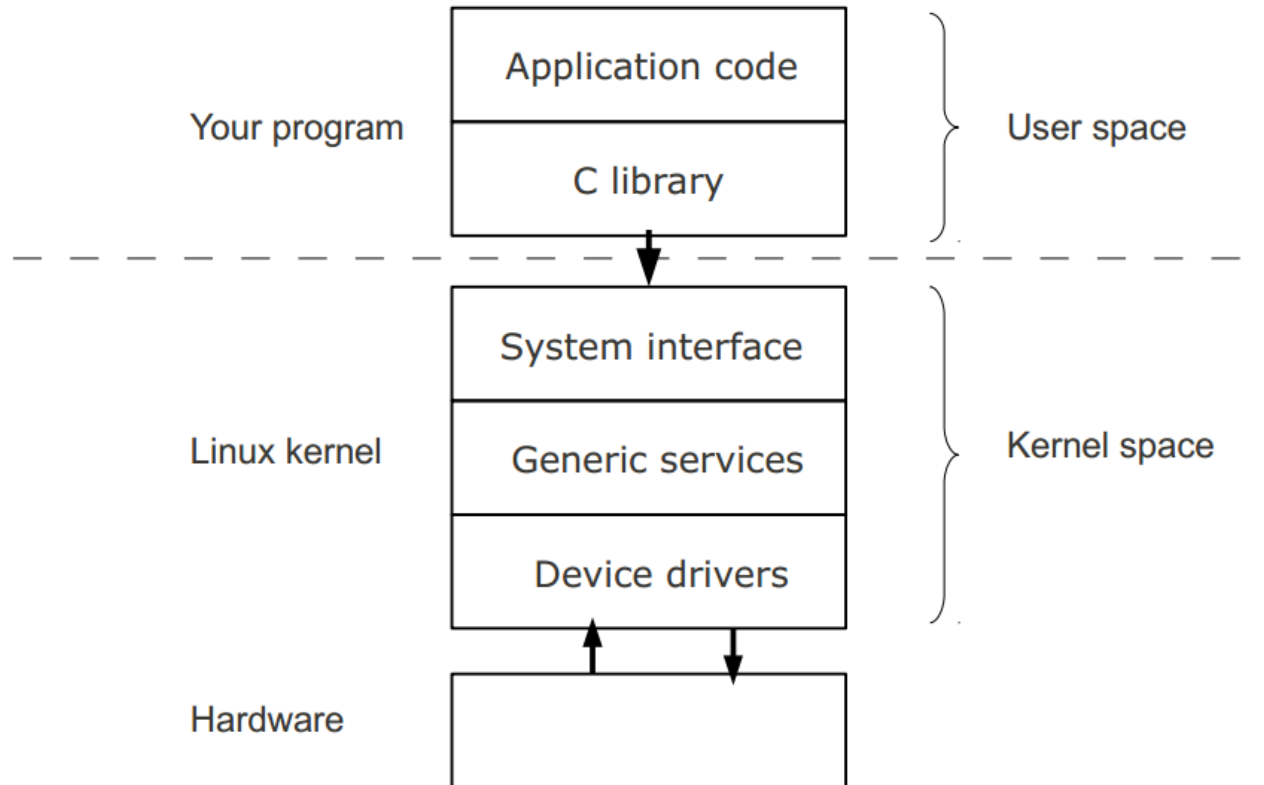 Application code
Your program
User space
C library
System interface
Linux kernel
Generic services
Kernel space
Device drivers
Hardware